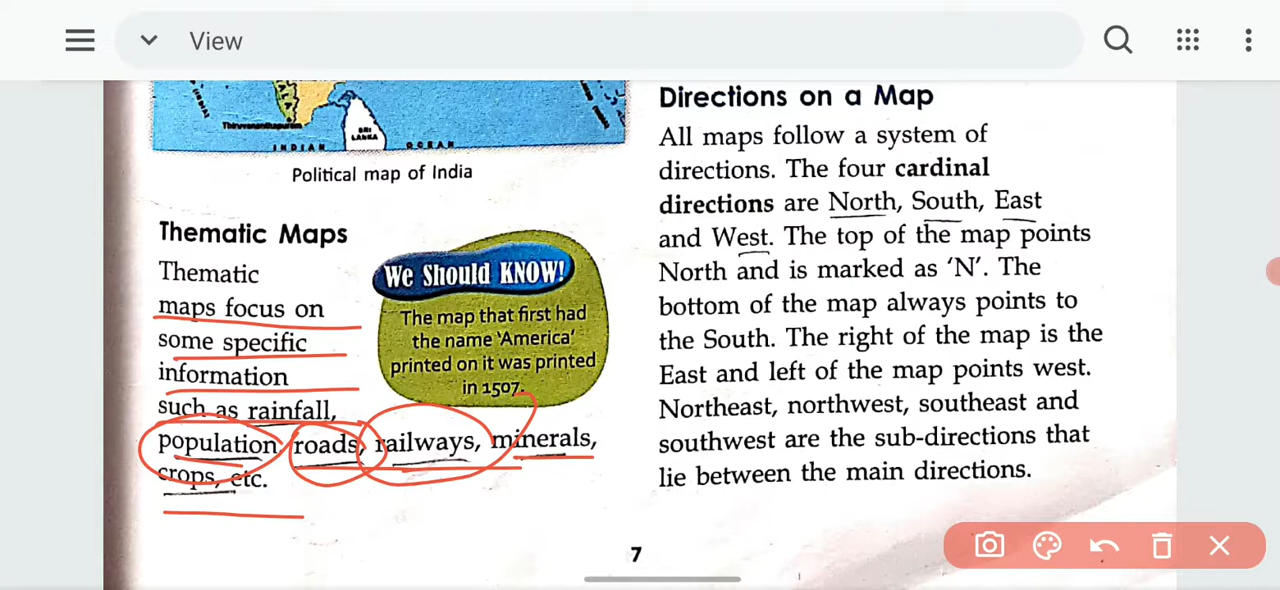 View
Thiruvananthapuram
SRI
LANKA
INDIAN OCEAN
Political map of India
Thematic Maps
Thematic
maps focus on
some specific
information
such as rainfall,
population, roads, railways, minerals,
crops, etc.
We Should KNOW!
The map that first had
the name ‘America’
printed on it was printed
in 1507.
Directions on a Map
All maps follow a system of
directions. The four cardinal
directions are North, South, East
and West. The top of the map points
North and is marked as ‘N’. The
bottom of the map always points to
the South. The right of the map is the
East and left of the map points west.
Northeast, northwest, southeast and
southwest are the sub-directions that
lie between the main directions.
7